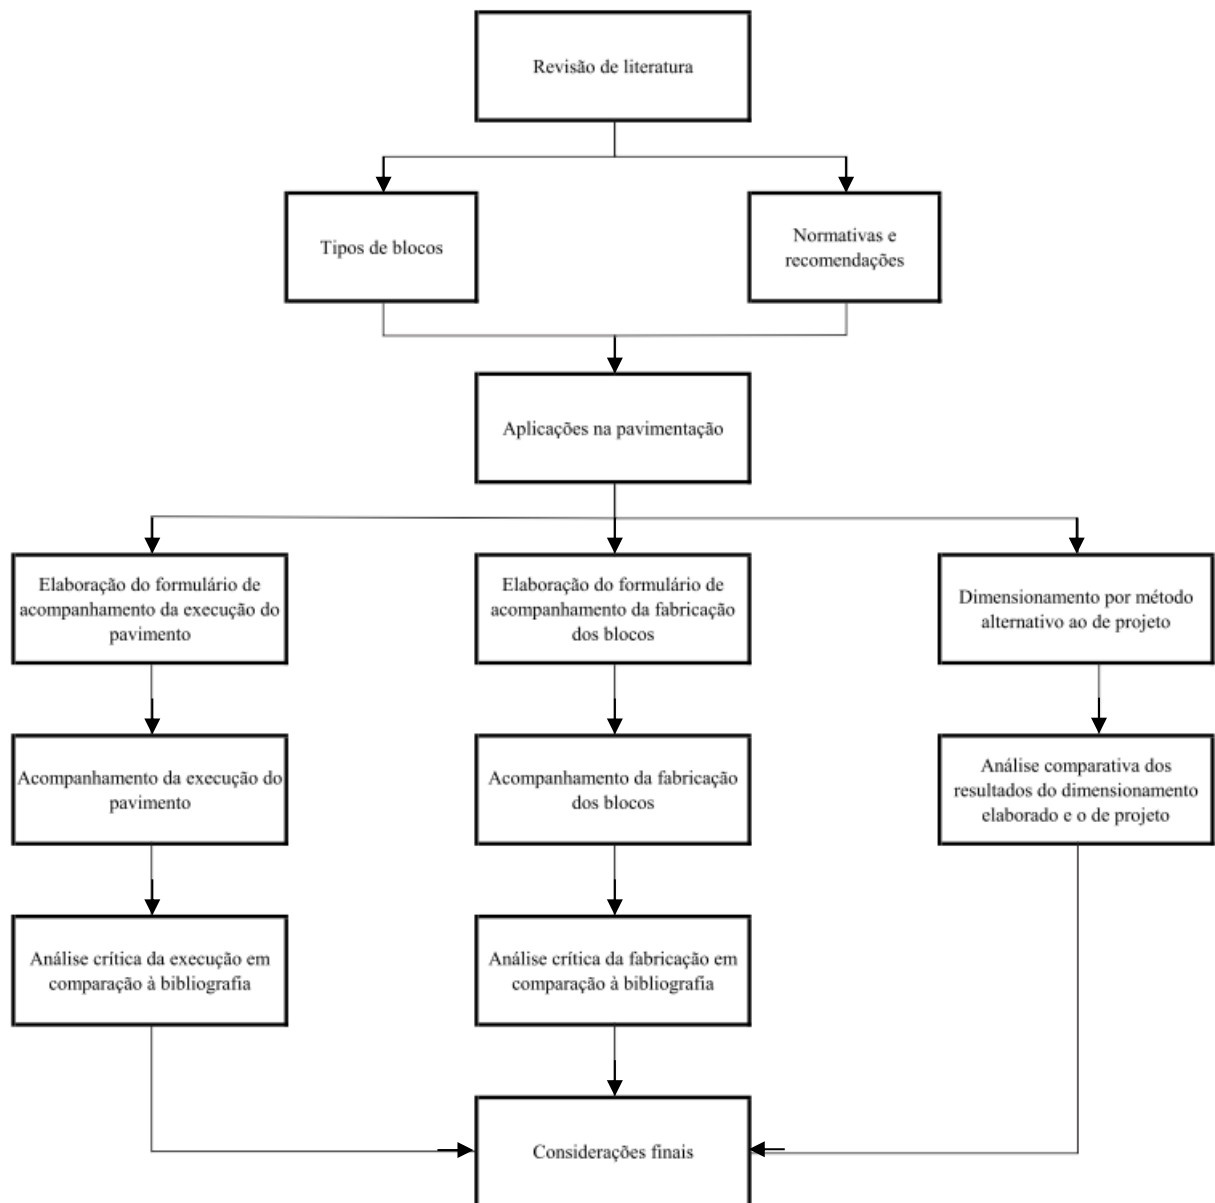 Revisão de literatura
Tipos de blocos
Normativas e
recomendações
Aplicações na pavimentação
Elaboração do formulário de
acompanhamento da execução do
pavimento
Elaboração do formulário de
acompanhamento da fabricação
dos blocos
Dimensionamento por método
alternativo ao de projeto
Acompanhamento da execução do
pavimento
Acompanhamento da fabricação
dos blocos
Análise comparativa dos
resultados do dimensionamento
elaborado e o de projeto
Análise crítica da execução em
comparação à bibliografia
Análise crítica da fabricação em
comparação à bibliografia
Considerações finais